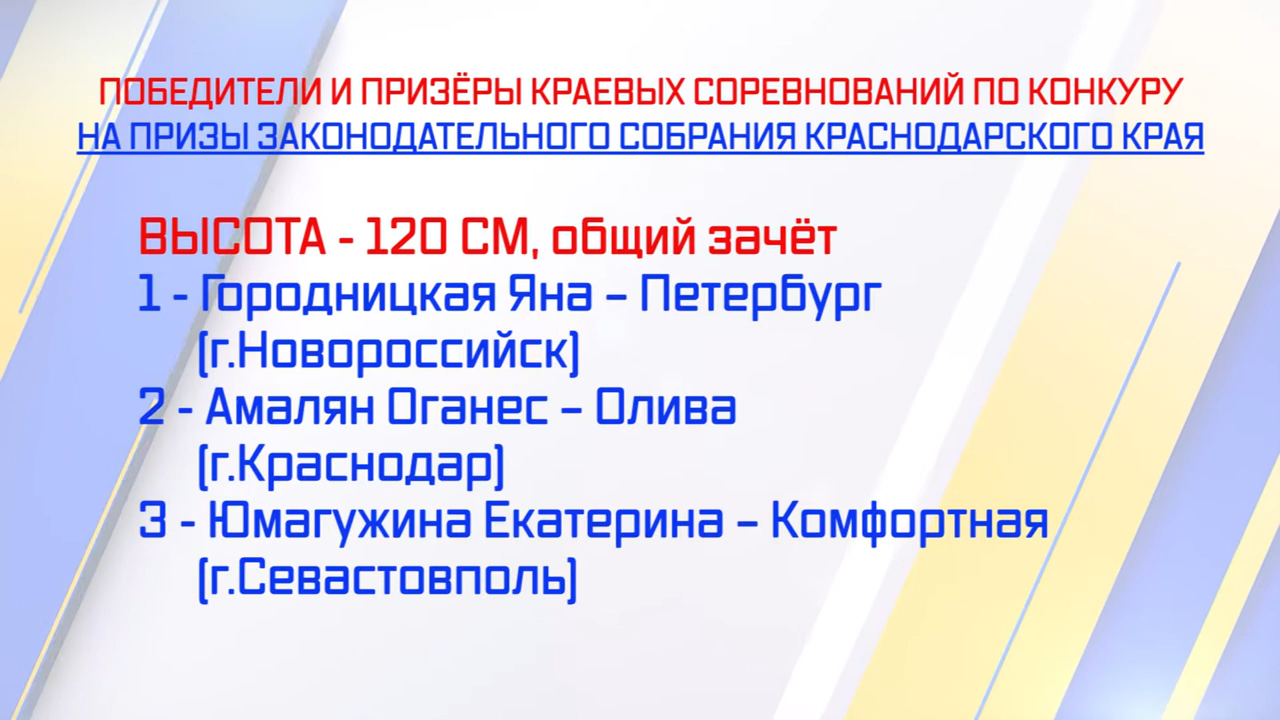 ПОБЕДИТЕЛИ И ПРИЗЁРЫ КРАЕВЫХ СОРЕВНОВАНИЙ ПО КОНКУРУ
НА ПРИЗЫ ЗАКОНОДАТЕЛЬНОГО СОБРАНИЯ КРАСНОДАРСКОГО КРАЯ
ВЫСОТА - 120 СМ, общий зачёт
1 - Городницкая Яна – Петербург
(г.Новороссийск)
2 - Амалян Оганес – Олива
(г.Краснодар)
3 - Юмагужина Екатерина – Комфортная
(г.Севастовполь)